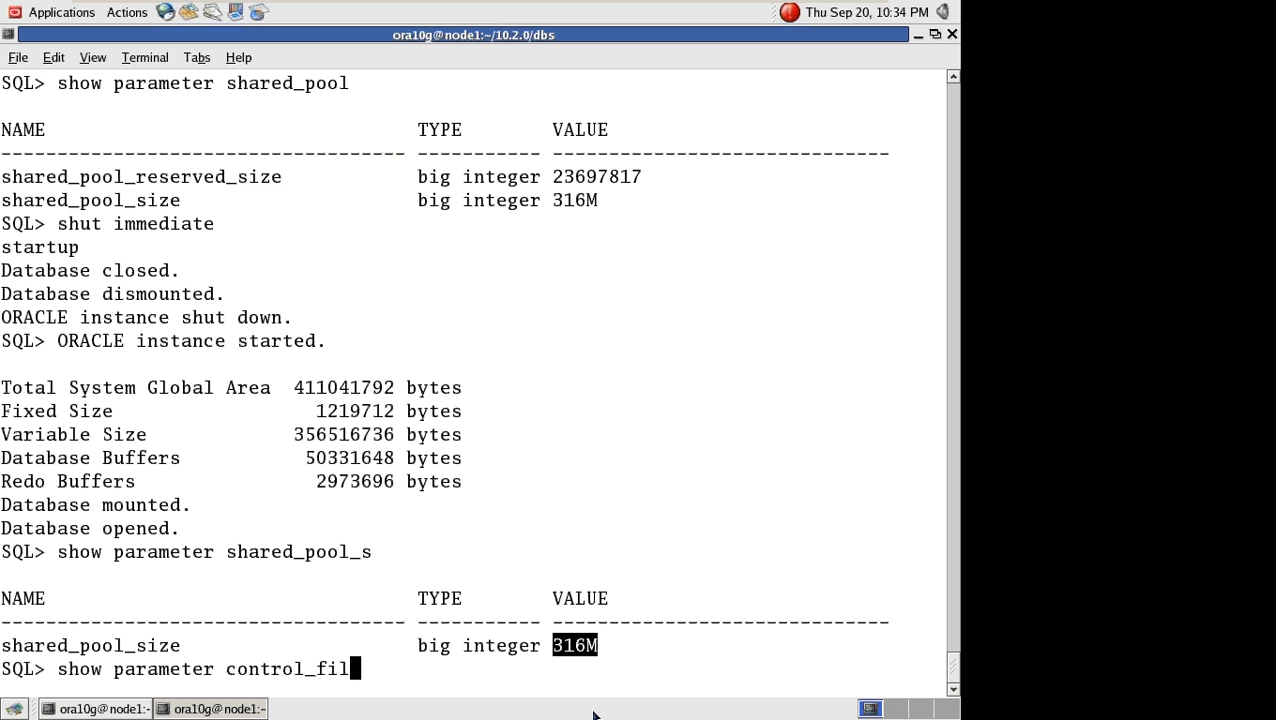 Applications Actions Thu Sep 20, 10:34 PM
ora10g@node1:~/10.2.0/dbs
File Edit View Terminal Tabs Help
SQL> show parameter shared_pool
NAME TYPE VALUE
------------------------------------ ----------- ------------------------------
shared_pool_reserved_size big integer 23697817
shared_pool_size big integer 316M
SQL> shut immediate
startup
Database closed.
Database dismounted.
ORACLE instance shut down.
SQL> ORACLE instance started.
Total System Global Area 411041792 bytes
Fixed Size 1219712 bytes
Variable Size 356516736 bytes
Database Buffers 50331648 bytes
Redo Buffers 2973696 bytes
Database mounted.
Database opened.
SQL> show parameter shared_pool_s
NAME TYPE VALUE
------------------------------------ ----------- ------------------------------
shared_pool_size big integer 316M
SQL> show parameter control_fil
ora10g@node1:- ora10g@node1:-